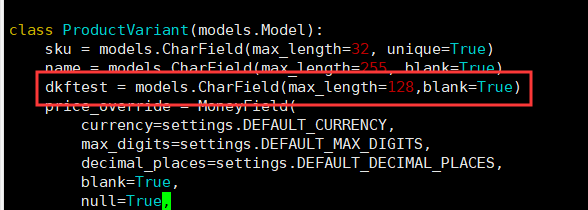 class ProductVariant(models.Model):
sku = models.CharField(max_length=32, unique=True)
name = models.CharField(max_length=255, blank=True)
dkftest = models.CharField(max_length=128,blank=True)
price_override = MoneyField(
currency=settings.DEFAULT_CURRENCY,
max_digits=settings.DEFAULT_MAX_DIGITS,
decimal_places=settings.DEFAULT_DECIMAL_PLACES,
blank=True,
null=True,